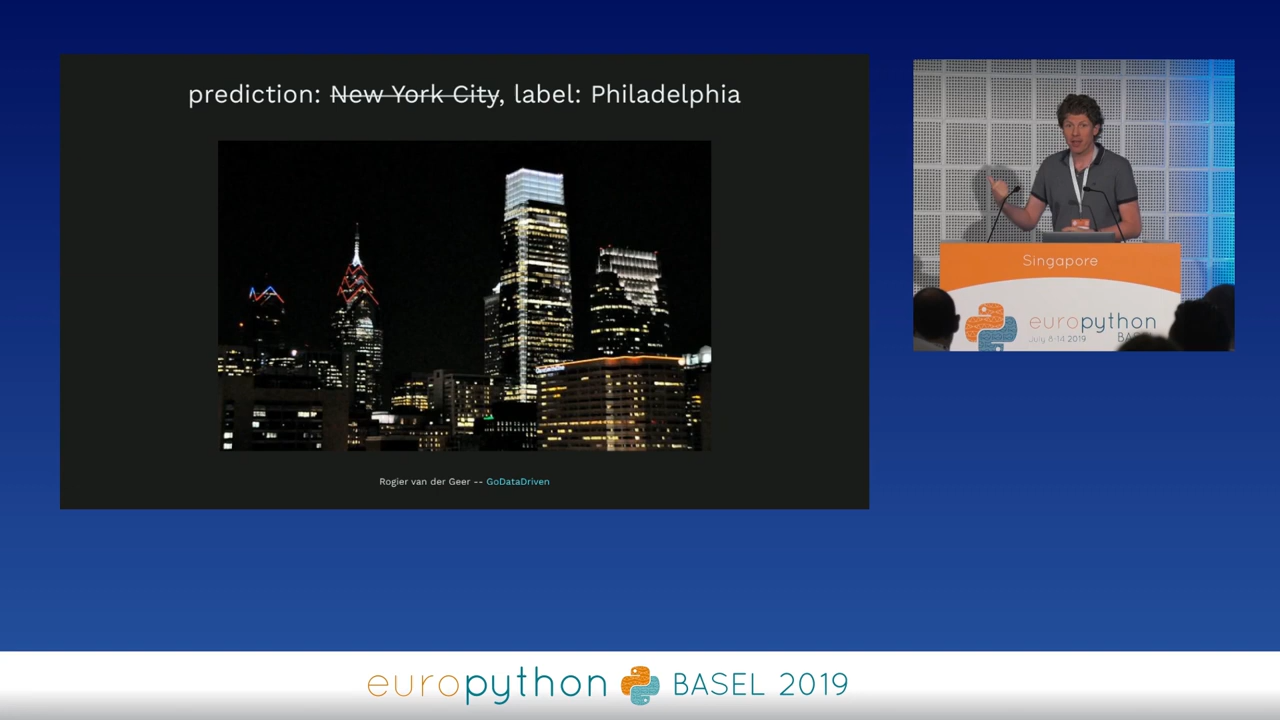 prediction: New York City, label: Philadelphia
Rogier van der Geer -- GoDataDriven
Singapore
europython
July 8-14 2019 BAS
europython BASEL 2019